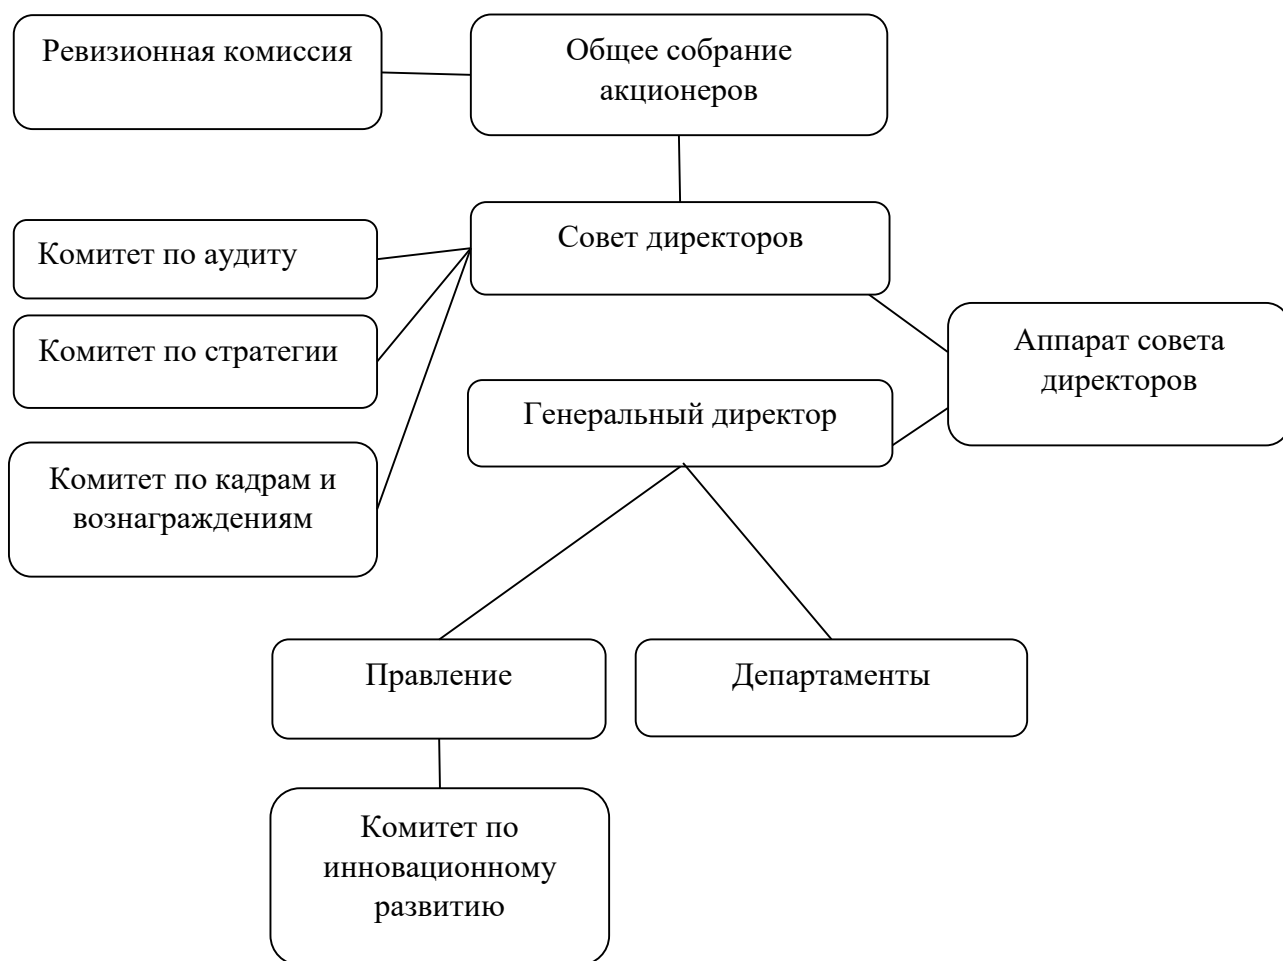 Ревизионная комиссия
Общее собрание
акционеров
Совет директоров
Комитет по аудиту
Комитет по стратегии
Аппарат совета
директоров
Генеральный директор
Комитет по кадрам и
вознаграждениям
Правление
Департаменты
Комитет по
инновационному
развитию